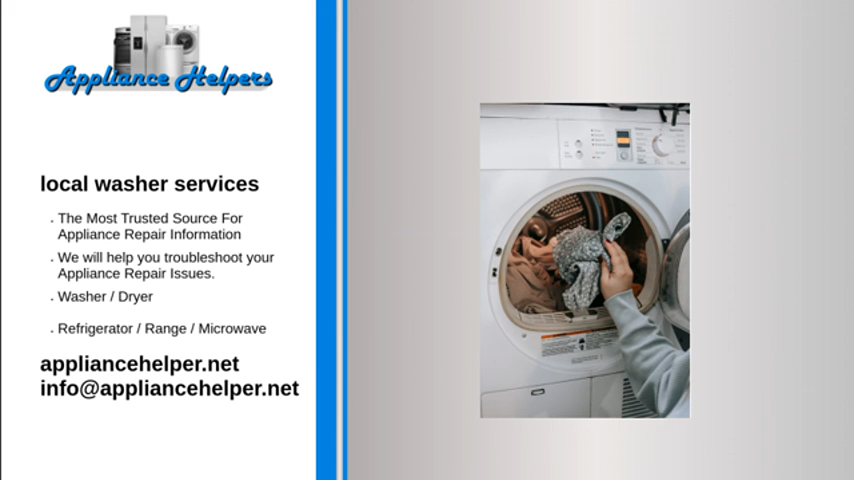 Appliance Helpers
local washer services
. The Most Trusted Source For
Appliance Repair Information
. We will help you troubleshoot your
Appliance Repair Issues.
. Washer / Dryer
. Refrigerator / Range / Microwave
appliancehelper.net
info@appliancehelper.net